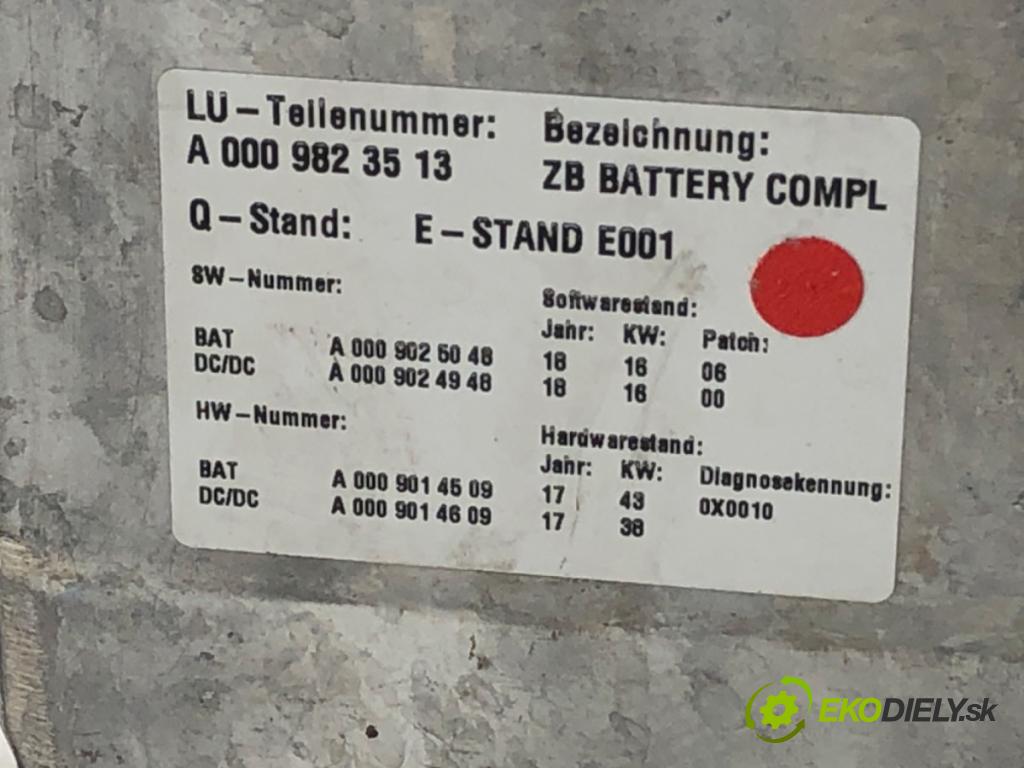 LÜ-Teilenummer: Bezeichnung:
A 000 982 35 13 ZB BATTERY COMPL
Q-Stand: E-STAND E001
SW-Nummer: Softwarestand:
Jahr: KW: Patch:
BAT A 000 902 50 48 18 16 06
DC/DC A 000 902 49 48 18 16 00
HW-Nummer: Hardwarestand:
Jahr: KW: Diagnosekennung:
BAT A 000 901 45 09 17 43 0X0010
DC/DC A 000 901 46 09 17 38
EKODIELY.sk